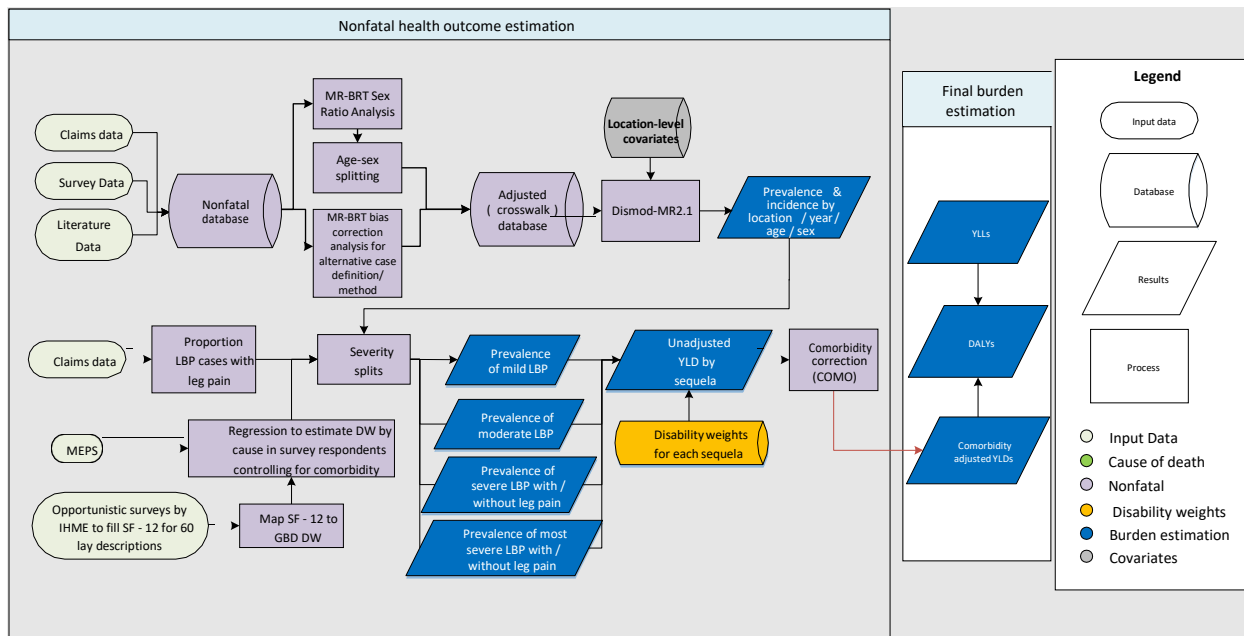 Nonfatal health outcome estimation
Claims data
Survey Data
Literature
Data
Nonfatal
database
MR-BRT Sex
Ratio Analysis
Age-sex
splitting
MR-BRT bias
correction
analysis for
alternative case
definition/
method
Adjusted
( crosswalk )
database
Location-level
covariates
Dismod-MR2.1
Prevalence & 
incidence by
location / year/
age / sex
Claims data
Proportion
LBP cases with
leg pain
Severity
splits
MEPS
Regression to estimate DW by
cause in survey respondents
controlling for comorbidity
Opportunistic surveys by
IHME to fill SF - 12 for 60
lay descriptions
Map SF - 12 to
GBD DW
Prevalence
of mild LBP
Prevalence of
moderate LBP
Prevalence of
severe LBP with /
without leg pain
Prevalence of most
severe LBP with /
without leg pain
Unadjusted
YLD by
sequela
Disability weights
for each sequela
Comorbidity
correction
(COMO)
Final burden
estimation
YLLs
DALYs
Comorbidity
adjusted YLDs
Legend
Input data
Database
Results
Process
Input Data
Cause of death
Nonfatal
Disability weights
Burden estimation
Covariates